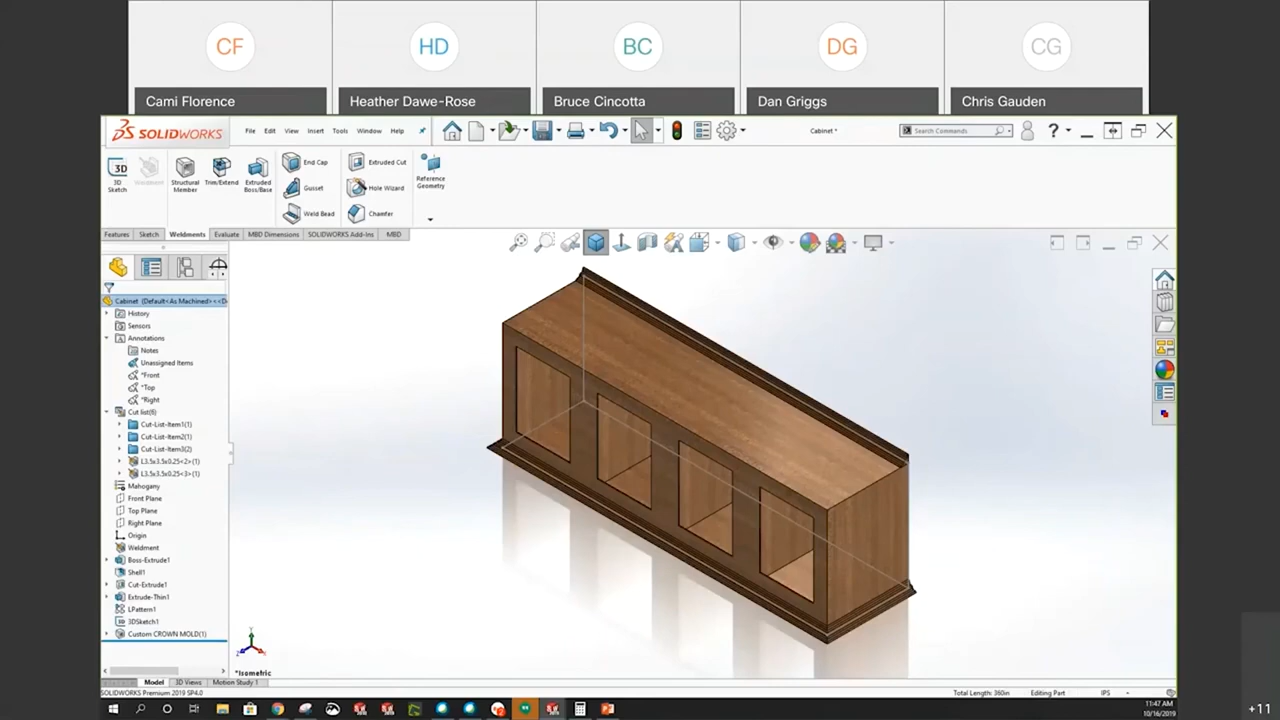 CF
HD
BC
DG
CG
Cami Florence
Heather Dawe-Rose
Bruce Cincotta
Dan Griggs
Chris Gauden
SOLIDWORKS
File Edit View Insert Tools Window Help
Cabinet *
Search Commands
3D Sketch
Weldment
Structural Member
Trim/Extend
Extruded Boss/Base
End Cap
Gusset
Weld Bead
Extruded Cut
Hole Wizard
Chamfer
Reference Geometry
Features Sketch Weldments Evaluate MBD Dimensions SOLIDWORKS Add-Ins MBD
Cabinet (Default<As Machined><<D
History
Sensors
Annotations
Notes
Unassigned Items
*Front
*Top
*Right
Cut list(6)
Cut-List-Item1(1)
Cut-List-Item2(1)
Cut-List-Item3(2)
L3.5x3.5x0.25<2>(1)
L3.5x3.5x0.25<3>(1)
Mahogany
Front Plane
Top Plane
Right Plane
Origin
Weldment
Boss-Extrude1
Shell1
Cut-Extrude1
Extrude-Thin1
LPattern1
3DSketch1
Custom CROWN MOLD(1)
*Isometric
Model 3D Views Motion Study 1
SOLIDWORKS Premium 2019 SP4.0
Total Length: 360in
Editing Part
IPS
11:47 AM
10/16/2019
+11